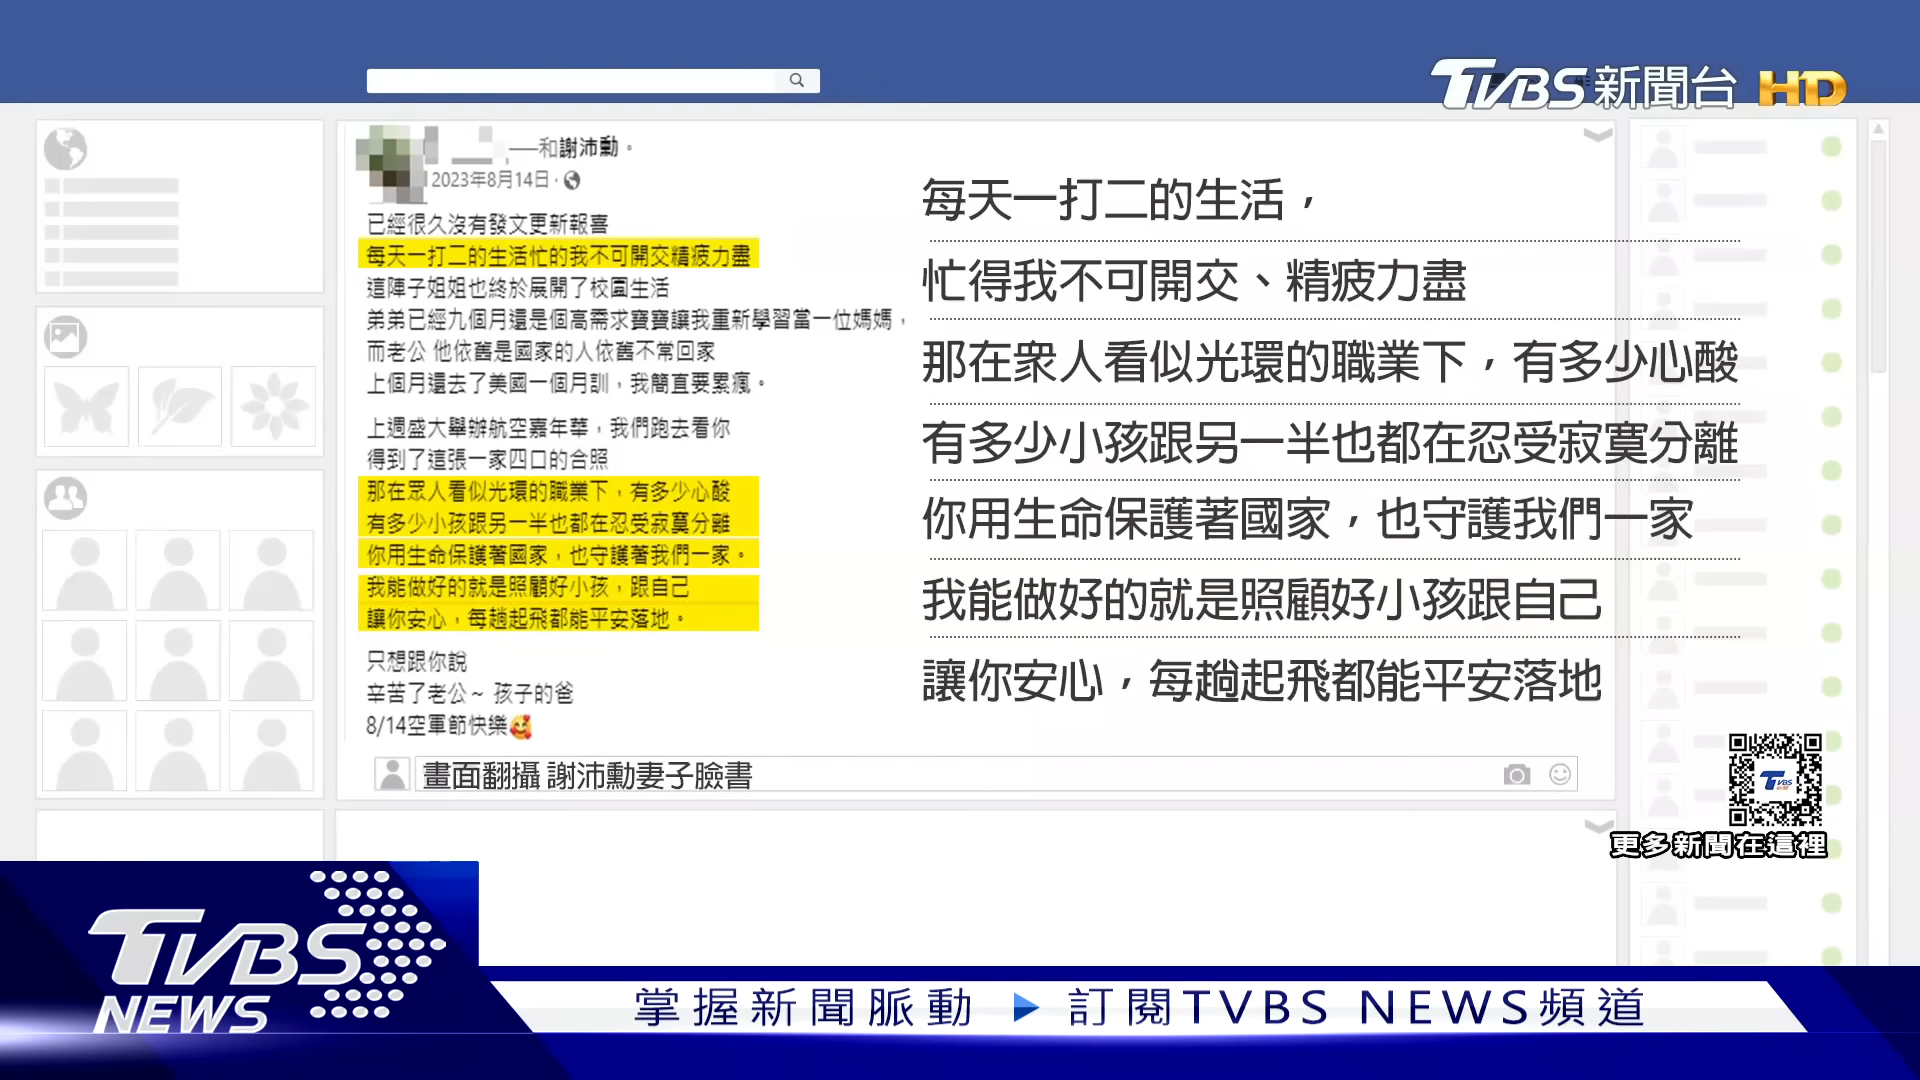 TVBS新聞台 HD
──和謝沛勳。
2023年8月14日·
已經很久沒有發文更新報喜
每天一打二的生活忙的我不可開交精疲力盡
這陣子姐姐也終於展開了校園生活
弟弟已經九個月還是個高需求寶寶讓我重新學習當一位媽媽，
而老公 他依舊是國家的人依舊不常回家
上個月還去了美國一個月訓，我簡直要累瘋。
上週盛大舉辦航空嘉年華，我們跑去看你
得到了這張一家四口的合照
那在眾人看似光環的職業下，有多少心酸
有多少小孩跟另一半也都在忍受寂寞分離
你用生命保護著國家，也守護著我們一家。
我能做好的就是照顧好小孩，跟自己
讓你安心，每趟起飛都能平安落地。
只想跟你說
辛苦了老公～ 孩子的爸
8/14空軍節快樂🥰
每天一打二的生活，
忙得我不可開交、精疲力盡
那在眾人看似光環的職業下，有多少心酸
有多少小孩跟另一半也都在忍受寂寞分離
你用生命保護著國家，也守護我們一家
我能做好的就是照顧好小孩跟自己
讓你安心，每趟起飛都能平安落地
畫面翻攝 謝沛勳妻子臉書
TVBS
更多新聞在這裡
TVBS
NEWS
掌握新聞脈動 ▶ 訂閱TVBS NEWS頻道